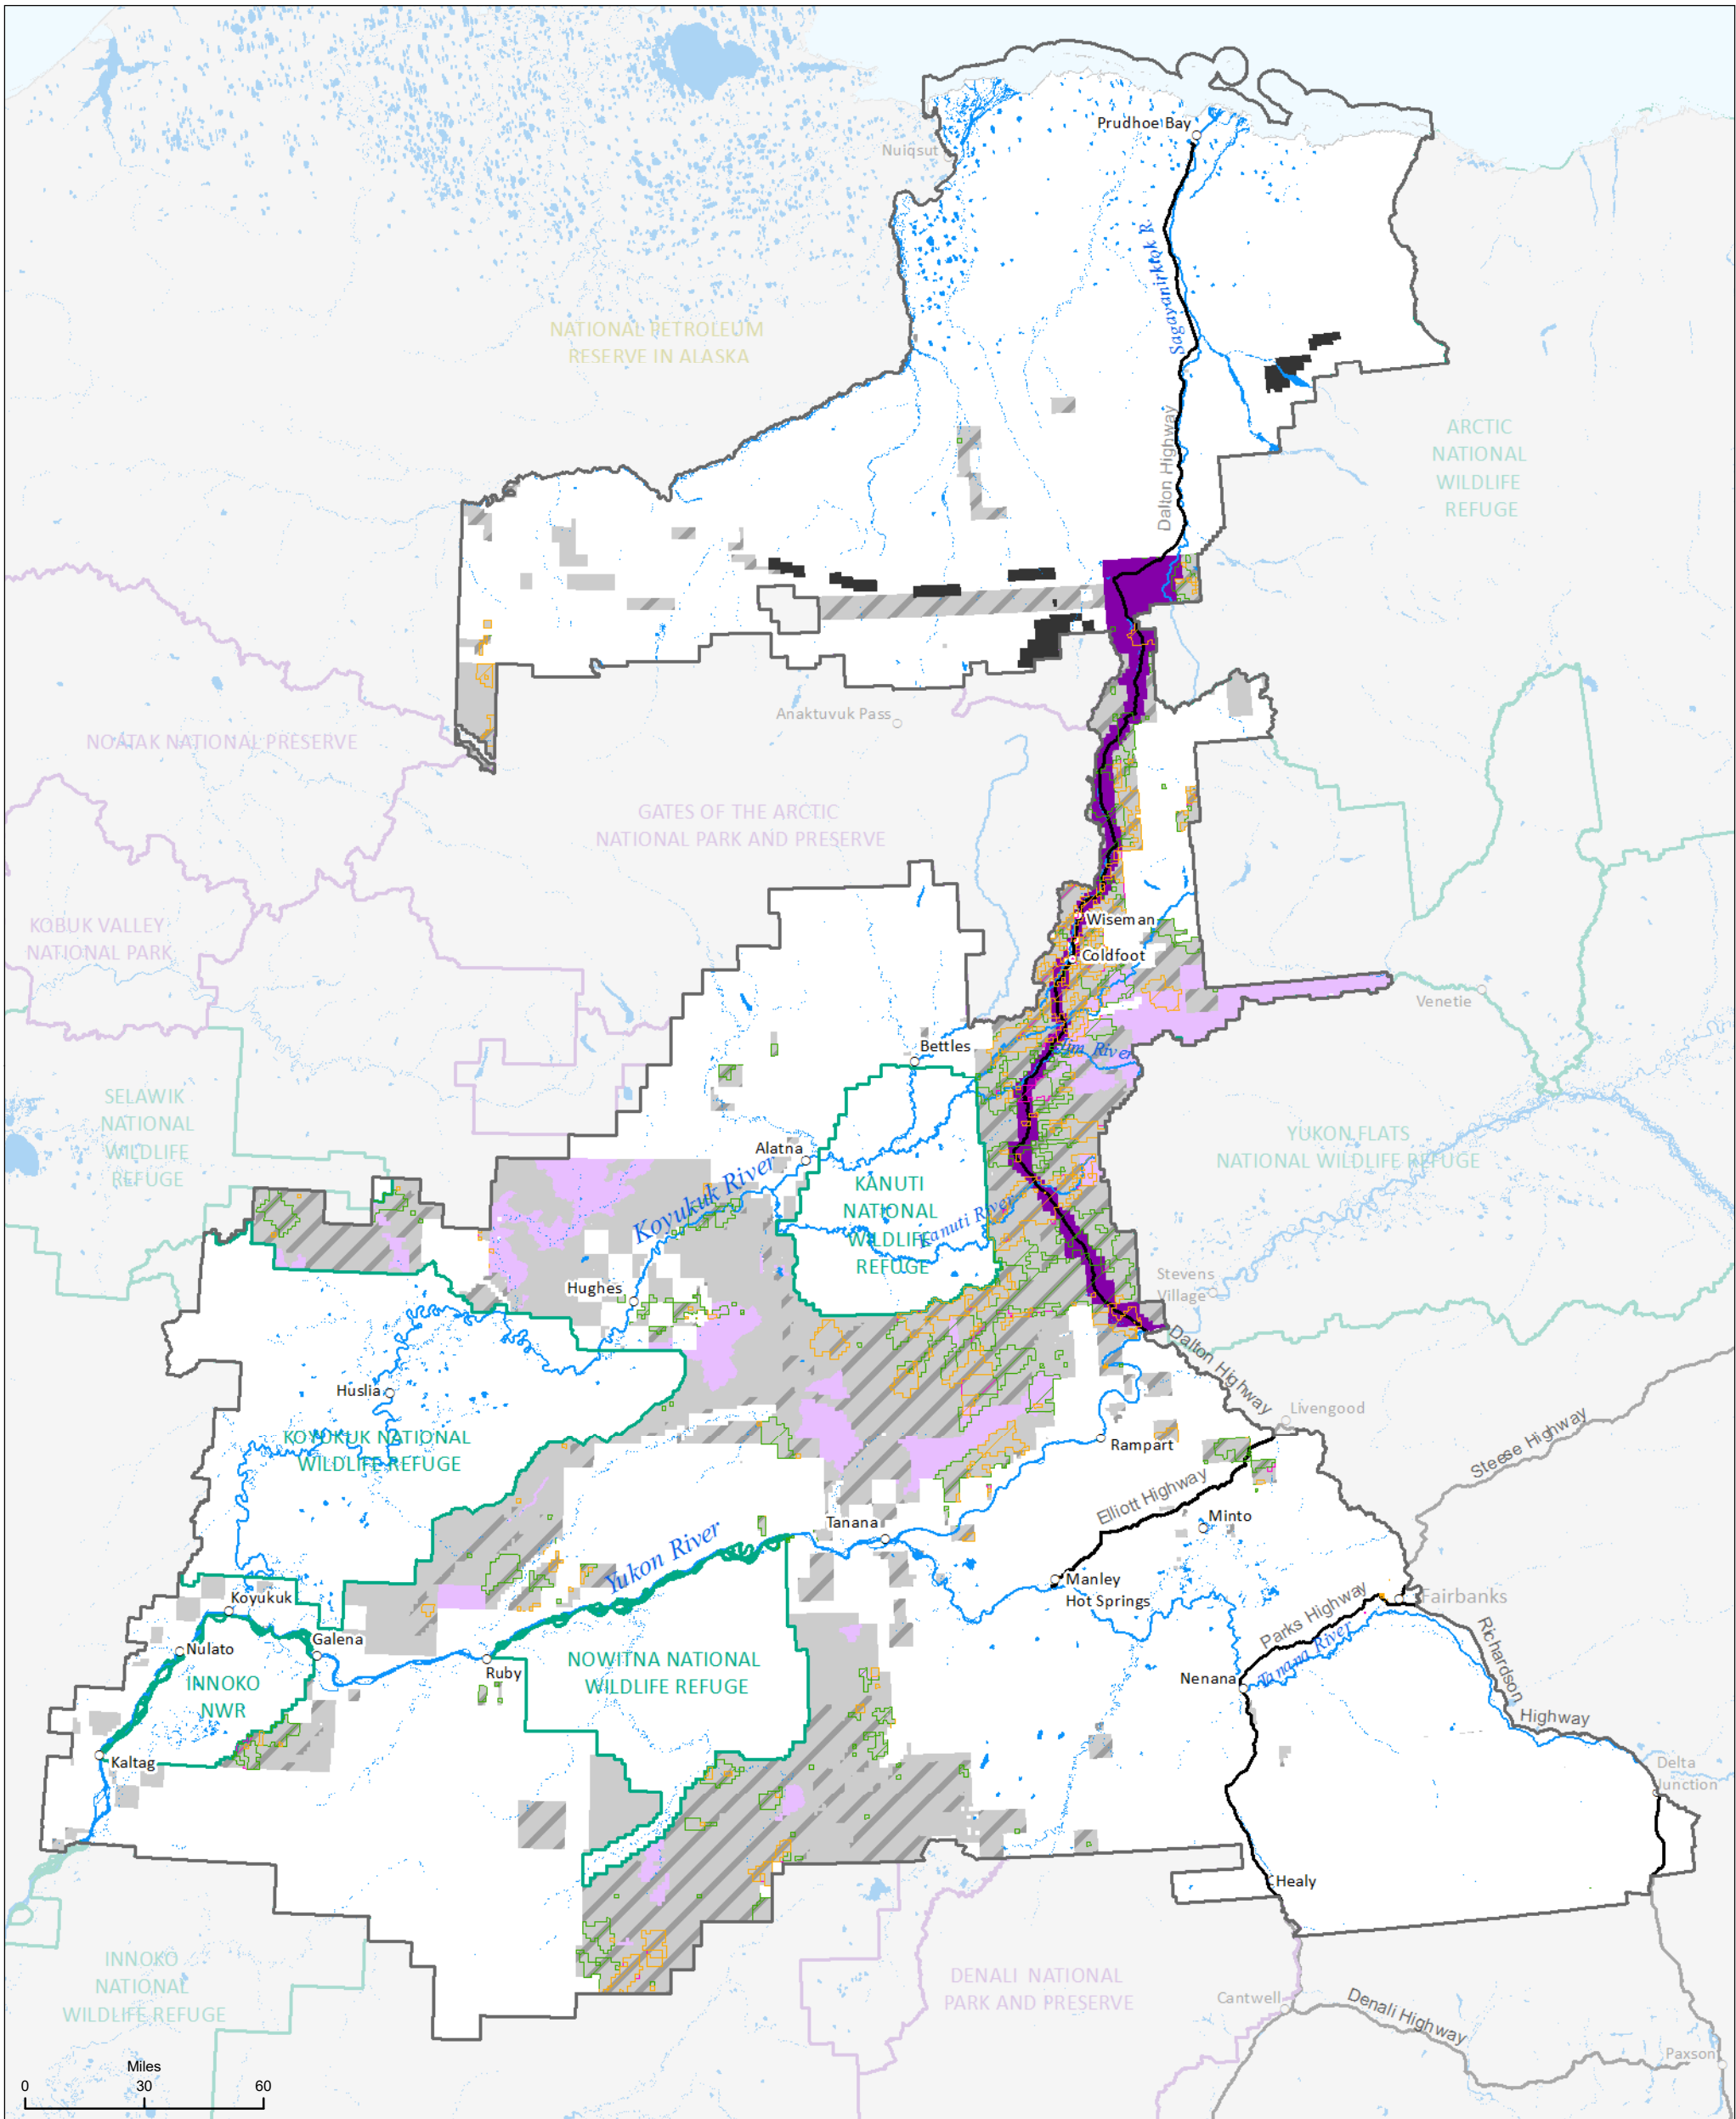 Prudhoe Bay
Nuiqsut
Sagavanirktok R.
NATIONAL PETROLEUM
RESERVE IN ALASKA
Dalton Highway
ARCTIC
NATIONAL
WILDLIFE
REFUGE
Anaktuvuk Pass
NOATAK NATIONAL PRESERVE
GATES OF THE ARCTIC
NATIONAL PARK AND PRESERVE
KOBUK VALLEY
NATIONAL PARK
Wiseman
Coldfoot
Venetie
Bettles
Jim River
SELAWIK
NATIONAL
WILDLIFE
REFUGE
YUKON FLATS
NATIONAL WILDLIFE REFUGE
Alatna
Koyukuk River
KANUTI
NATIONAL
WILDLIFE
REFUGE
Kanuti River
Stevens
Village
Hughes
Dalton Highway
Huslia
Livengood
KOYUKUK NATIONAL
WILDLIFE REFUGE
Rampart
Steese Highway
Elliott Highway
Minto
Tanana
Yukon River
Manley
Hot Springs
Koyukuk
Fairbanks
Parks Highway
Tanana River
Richardson
Highway
Nulato
Galena
Ruby
INNOKO
NWR
NOWITNA NATIONAL
WILDLIFE REFUGE
Nenana
Kaltag
Delta
Junction
Healy
INNOKO
NATIONAL
WILDLIFE REFUGE
DENALI NATIONAL
PARK AND PRESERVE
Cantwell
Denali Highway
Paxson
Miles
0 30 60